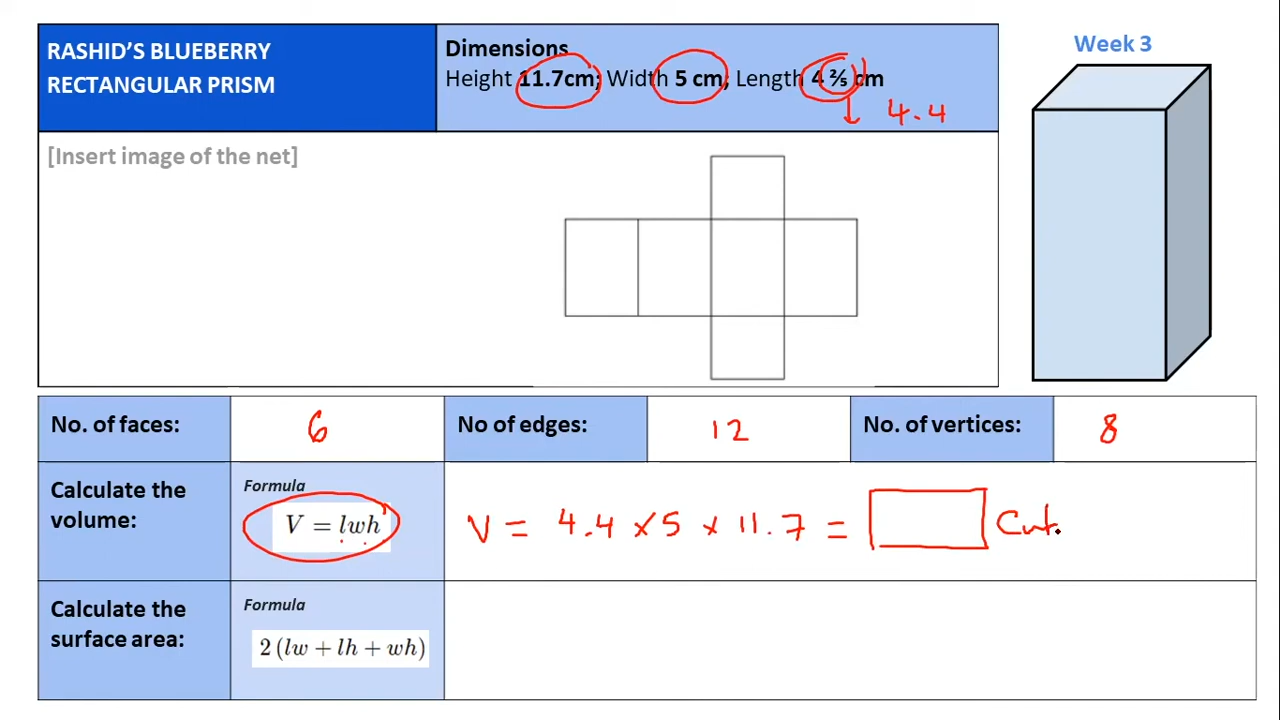 RASHID'S BLUEBERRY
RECTANGULAR PRISM
Dimensions
Height 11.7cm; Width 5 cm; Length 4 ⅖ cm
4.4
Week 3
[Insert image of the net]
No. of faces: 6 No of edges: 12 No. of vertices: 8
Calculate the
volume:
Formula
V = lwh
V = 4.4 × 5 × 11.7 =
Calculate the
surface area:
Formula
2 (lw + lh + wh)